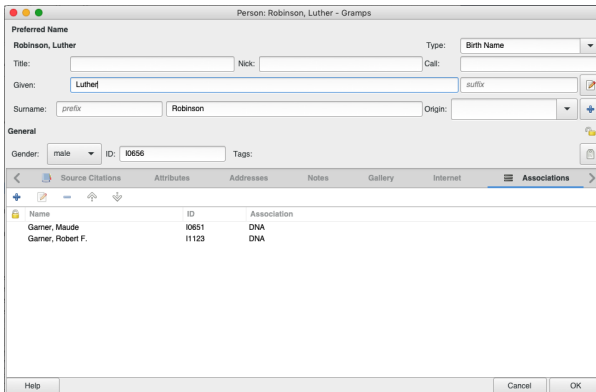 Person: Robinson, Luther - Gramps
Preferred Name
Robinson, Luther Type: Birth Name
Title: Nick: Call:
Given: Luther suffix
Surname: prefix Robinson Origin:
General
Gender: male ID: I0656 Tags:
Source Citations Attributes Addresses Notes Gallery Internet Associations
Name ID Association
Garner, Maude I0651 DNA
Garner, Robert F. I1123 DNA
Help Cancel OK